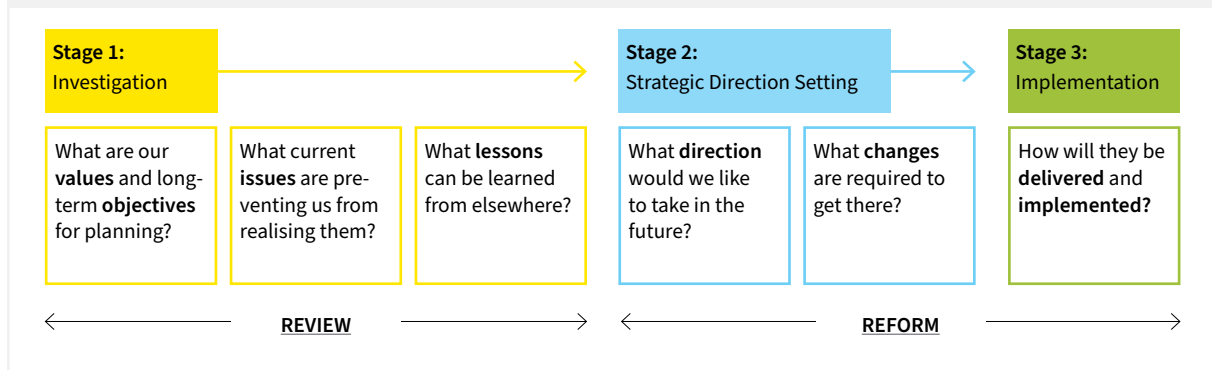 Stage 1:
Investigation
What are our
values and long-
term objectives
for planning?
What current
issues are pre-
venting us from
realising them?
What lessons
can be learned
from elsewhere?
Stage 2:
Strategic Direction Setting
What direction
would we like
to take in the
future?
What changes
are required to
get there?
Stage 3:
Implementation
How will they be
delivered and
implemented?
REVIEW
REFORM